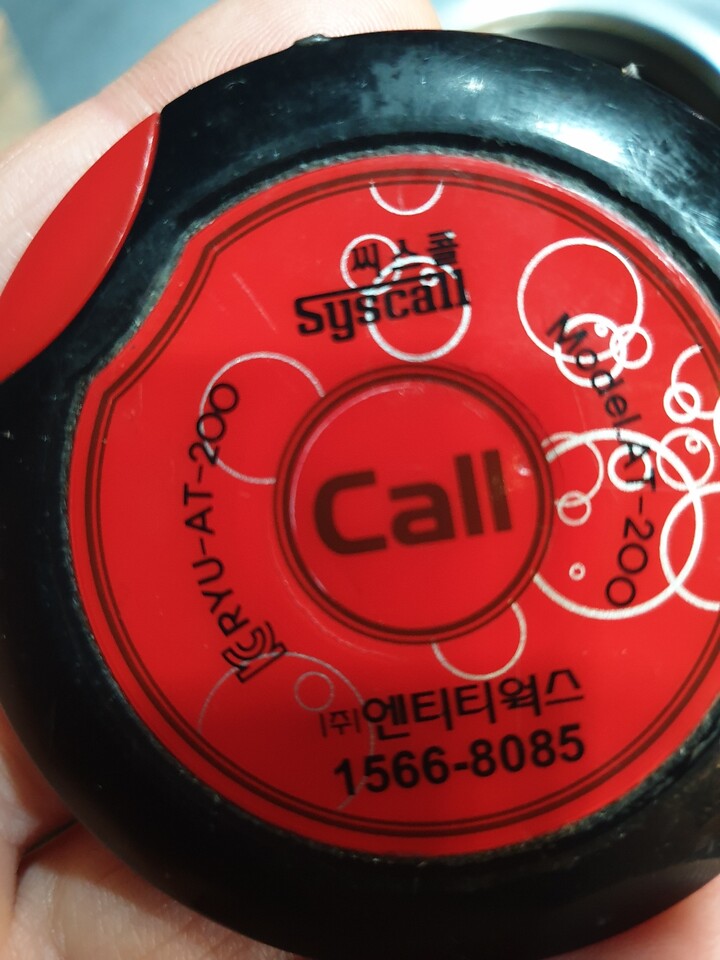 씨스콜
Syscall
Model AT-200
RYU-AT-200
Call
(주)엔티티웍스
1566-8085